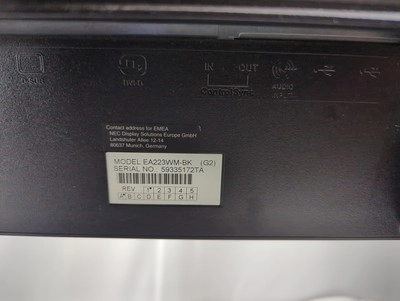 IN OUT
ControlSync
AUDIO
Contact address for EMEA
NEC Display Solutions Europe GmbH
Landshuter Allee 12-14
80637 Munich, Germany
MODEL EA223WM-BK (G2)
SERIAL NO.: 59335172TA
REV. 1 2 3 4 5
A B C D E F G H